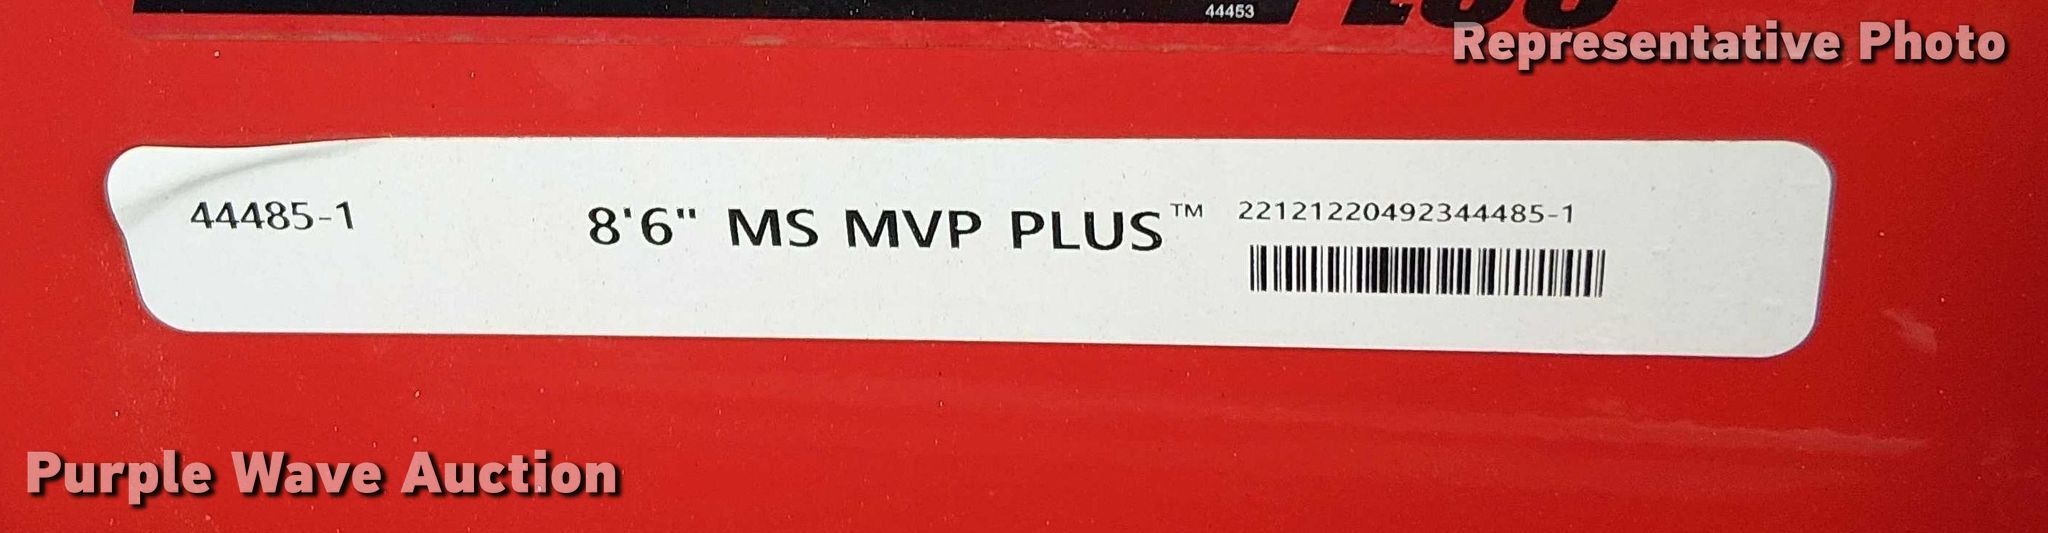 44453
Representative Photo
44485-1
8'6" MS MVP PLUS™
22121220492344485-1
Purple Wave Auction